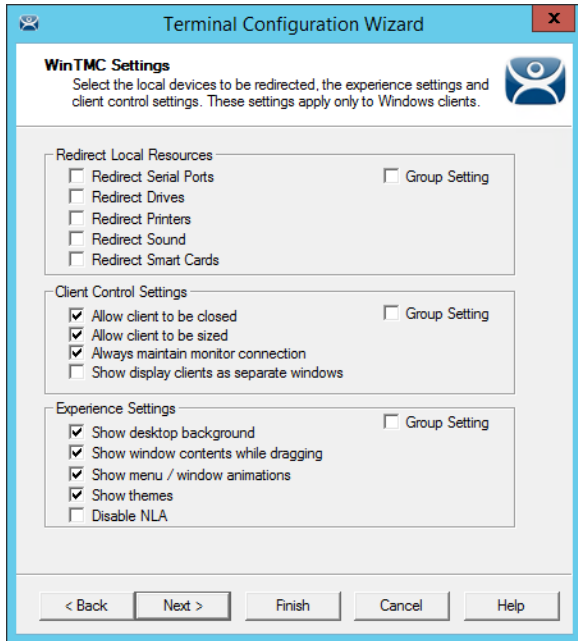 Terminal Configuration Wizard
x
WinTMC Settings
Select the local devices to be redirected, the experience settings and
client control settings. These settings apply only to Windows clients.
Redirect Local Resources
Redirect Serial Ports
Group Setting
Redirect Drives
Redirect Printers
Redirect Sound
Redirect Smart Cards
Client Control Settings
Allow client to be closed
Group Setting
Allow client to be sized
Always maintain monitor connection
Show display clients as separate windows
Experience Settings
Group Setting
Show desktop background
Show window contents while dragging
Show menu / window animations
Show themes
Disable NLA
< Back Next > Finish Cancel Help